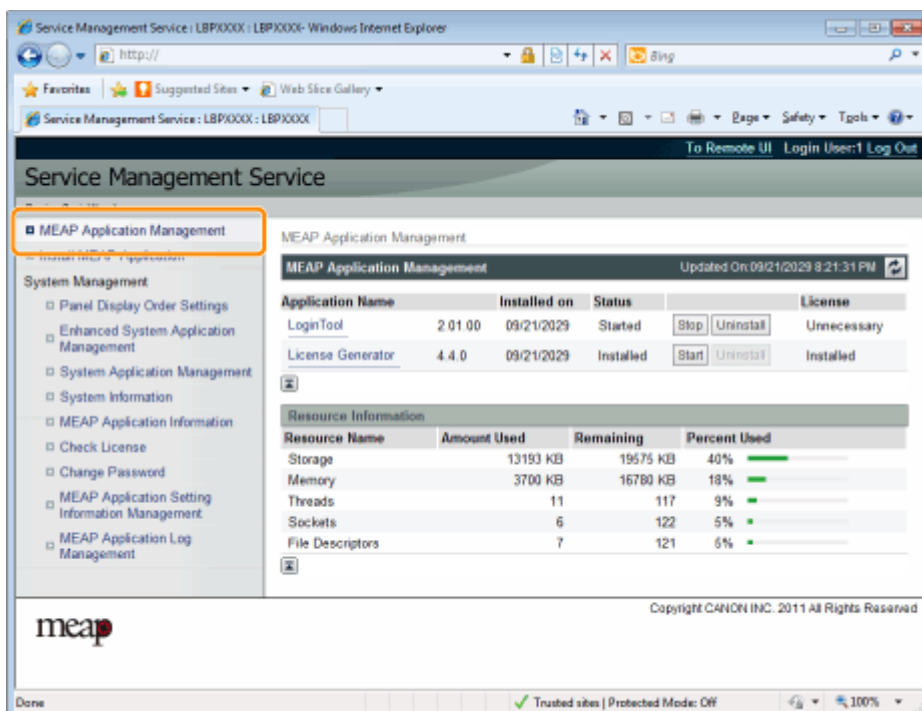 Service Management Service : LBPXXXX : LBPXXXX- Windows Internet Explorer
http://
Bing
Favorites Suggested Sites Web Slice Gallery
Service Management Service : LBPXXXX : LBPXXXX
Page Safety Tools
To Remote UI Login User:1 Log Out
Service Management Service
MEAP Application Management
Install MEAP Application
System Management
Panel Display Order Settings
Enhanced System Application
Management
System Application Management
System Information
MEAP Application Information
Check License
Change Password
MEAP Application Setting
Information Management
MEAP Application Log
Management
MEAP Application Management
MEAP Application Management Updated On:09/21/2029 8:21:31 PM
Application Name Installed on Status License
LoginTool 2.01.00 09/21/2029 Started Stop Uninstall Unnecessary
License Generator 4.4.0 09/21/2029 Installed Start Uninstall Installed
Resource Information
Resource Name Amount Used Remaining Percent Used
Storage 13193 KB 19575 KB 40%
Memory 3700 KB 16780 KB 18%
Threads 11 117 9%
Sockets 6 122 5%
File Descriptors 7 121 6%
Copyright CANON INC. 2011 All Rights Reserved
meap
Done Trusted sites | Protected Mode: Off 100%